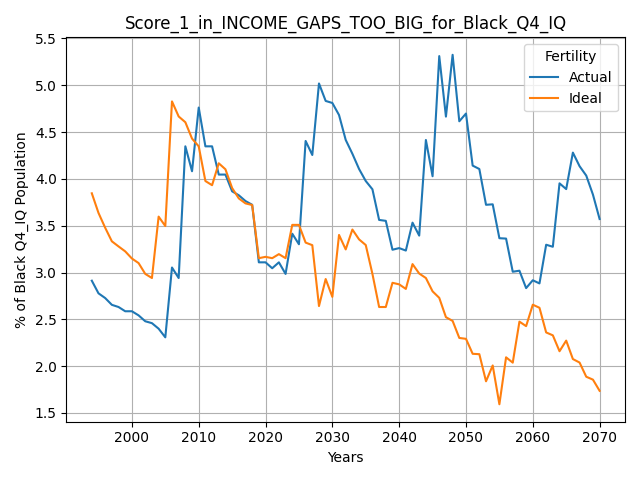 Score_1_in_INCOME_GAPS_TOO_BIG_for_Black_Q4_IQ
Fertility
Actual
Ideal
% of Black Q4_IQ Population
5.5
5.0
4.5
4.0
3.5
3.0
2.5
2.0
1.5
2000 2010 2020 2030 2040 2050 2060 2070
Years